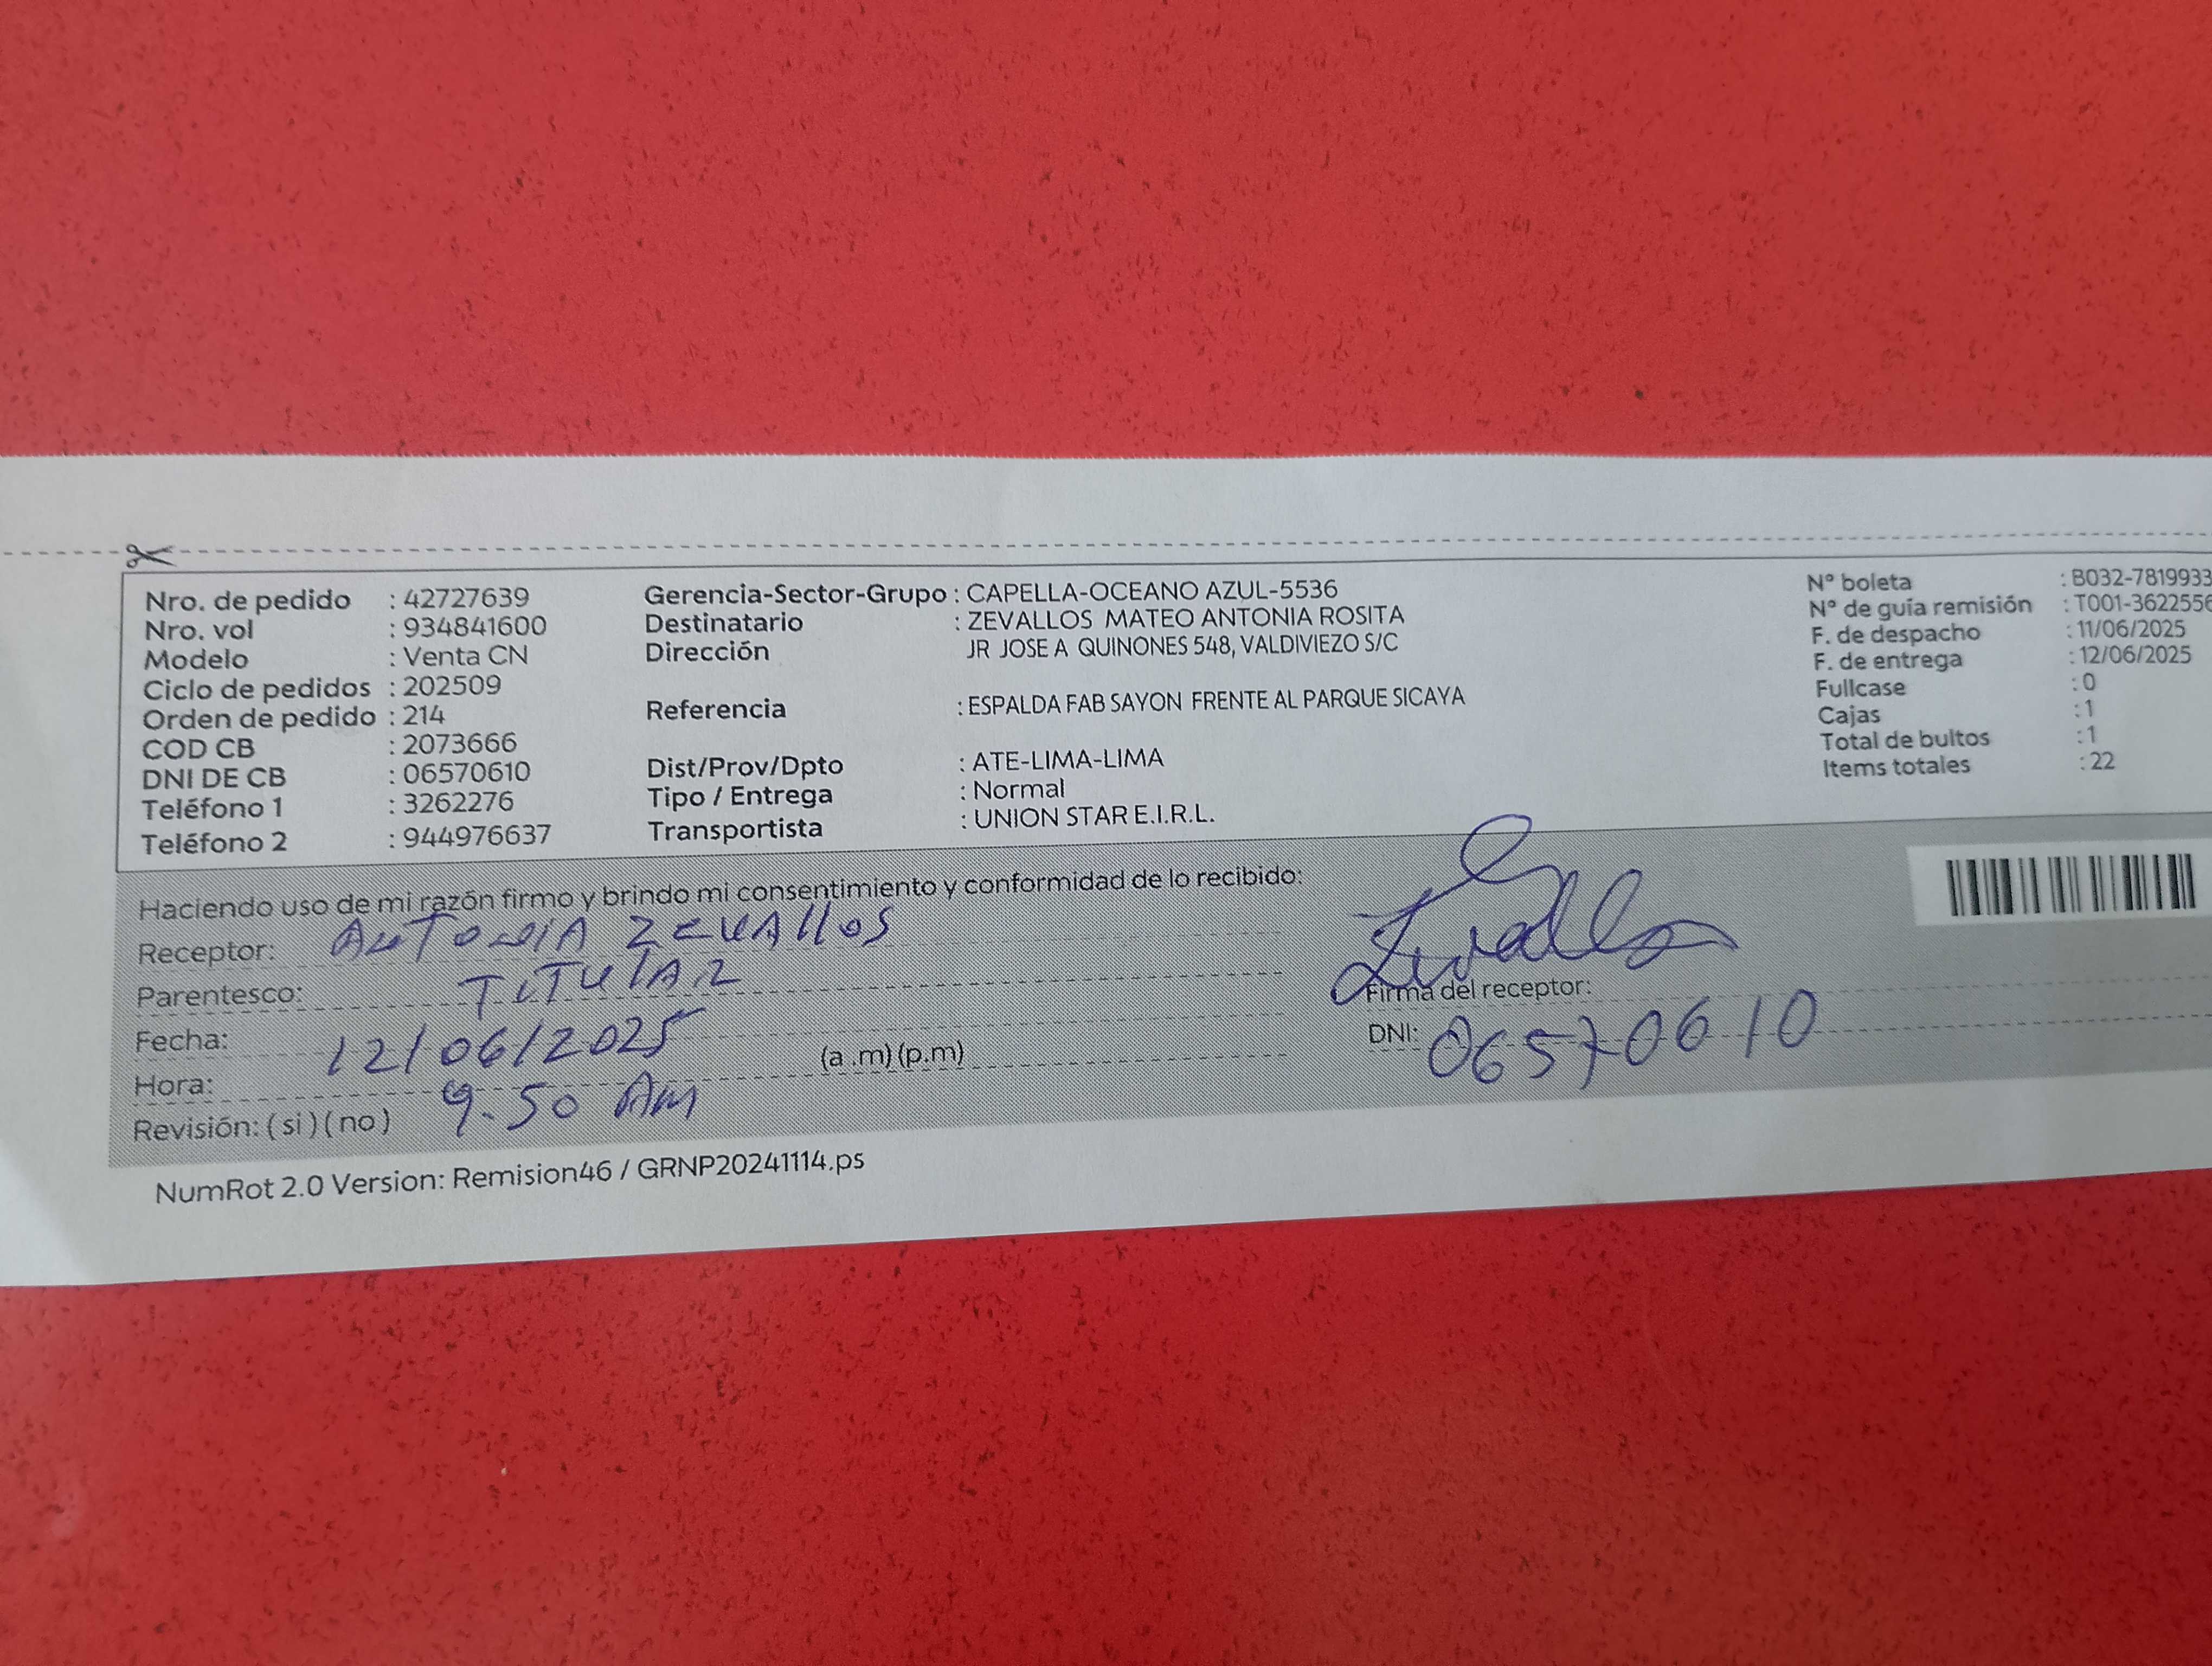 Nro. de pedido : 42727639
Nro. vol : 934841600
Modelo : Venta CN
Ciclo de pedidos : 202509
Orden de pedido : 214
COD CB : 2073666
DNI DE CB : 06570610
Teléfono 1 : 3262276
Teléfono 2 : 944976637
Gerencia-Sector-Grupo : CAPELLA-OCEANO AZUL-5536
Destinatario : ZEVALLOS MATEO ANTONIA ROSITA
Dirección JR JOSE A QUINONES 548, VALDIVIEZO S/C
Referencia : ESPALDA FAB SAYON FRENTE AL PARQUE SICAYA
Dist/Prov/Dpto : ATE-LIMA-LIMA
Tipo / Entrega : Normal
Transportista : UNION STAR E.I.R.L.
N° boleta : B032-7819933
N° de guía remisión : T001-3622556
F. de despacho : 11/06/2025
F. de entrega : 12/06/2025
Fullcase : 0
Cajas : 1
Total de bultos : 1
Items totales : 22
Haciendo uso de mi razón firmo y brindo mi consentimiento y conformidad de lo recibido:
Receptor: ANTONIA ZEVALLOS
Parentesco: TITULAR
Fecha: 12/06/2025
Hora: 9.50 AM (a .m) (p.m)
Revisión: ( si ) ( no )
Zevallos
Firma del receptor:
DNI: 06570610
NumRot 2.0 Version: Remision46 / GRNP20241114.ps